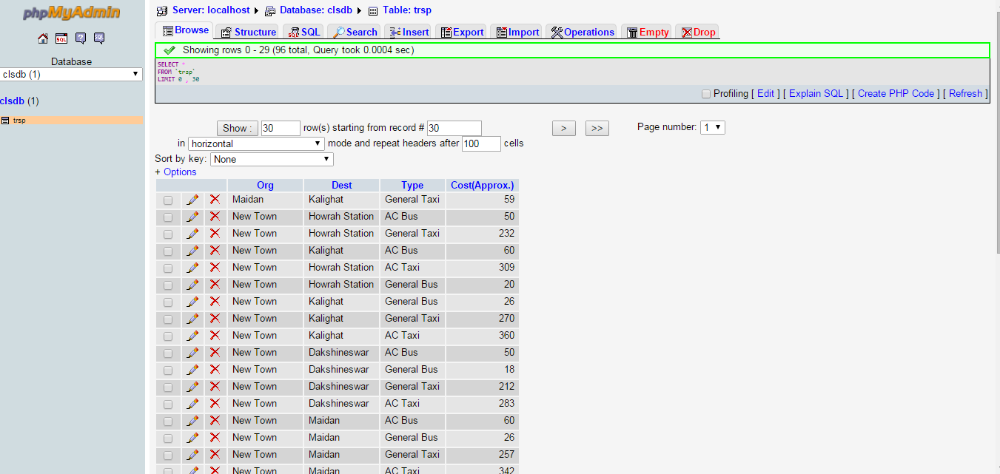 phpMyAdmin
SQL
SQL
Database
clsdb (1)
clsdb (1)
trsp
Server: localhost Database: clsdb Table: trsp
Browse Structure SQL Search Insert Export Import Operations Empty Drop
Showing rows 0 - 29 (96 total, Query took 0.0004 sec)
SELECT *
FROM `trsp`
LIMIT 0 , 30
Profiling [ Edit ] [ Explain SQL ] [ Create PHP Code ] [ Refresh ]
Show : 30 row(s) starting from record # 30 > >> Page number: 1
in horizontal mode and repeat headers after 100 cells
Sort by key: None
+ Options
Org Dest Type Cost(Approx.)
Maidan Kalighat General Taxi 59
New Town Howrah Station AC Bus 50
New Town Howrah Station General Taxi 232
New Town Kalighat AC Bus 60
New Town Howrah Station AC Taxi 309
New Town Howrah Station General Bus 20
New Town Kalighat General Bus 26
New Town Kalighat General Taxi 270
New Town Kalighat AC Taxi 360
New Town Dakshineswar AC Bus 50
New Town Dakshineswar General Bus 18
New Town Dakshineswar General Taxi 212
New Town Dakshineswar AC Taxi 283
New Town Maidan AC Bus 60
New Town Maidan General Bus 26
New Town Maidan General Taxi 257
New Town Maidan AC Taxi 342